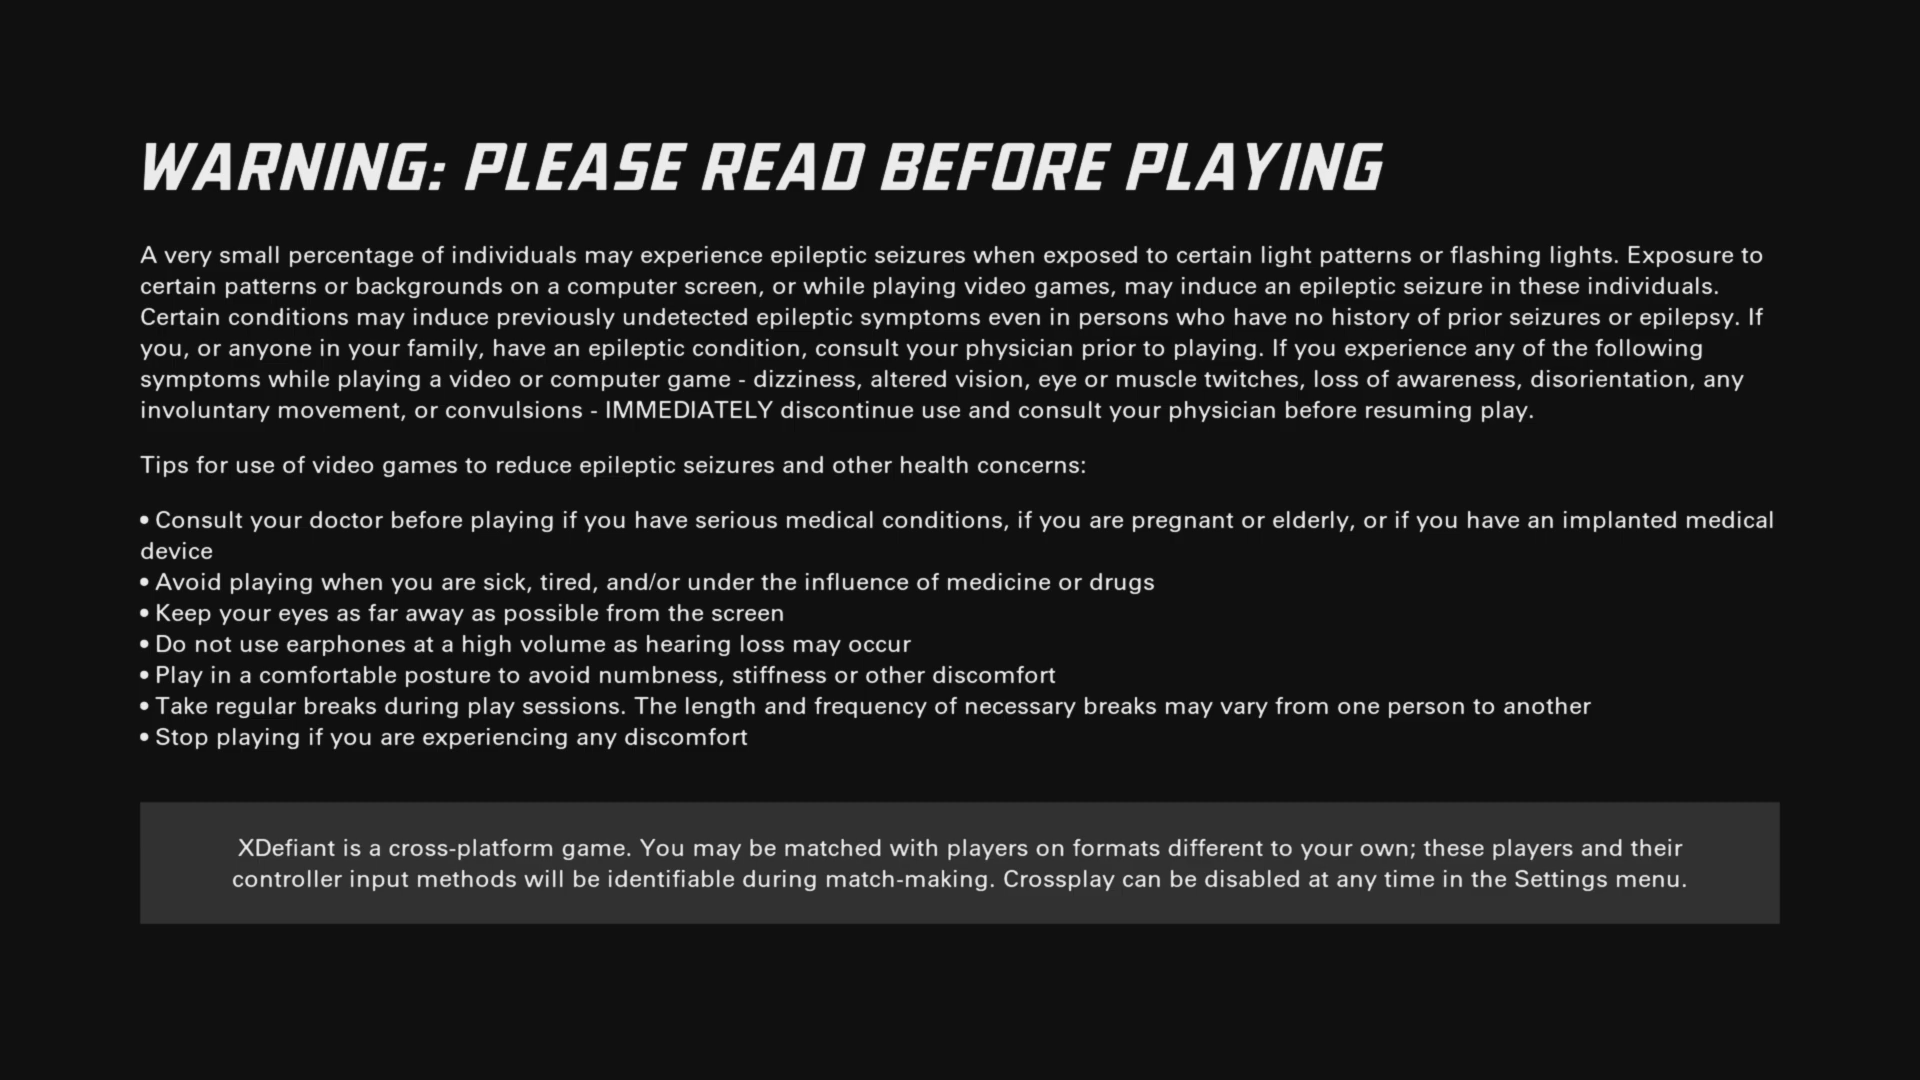 WARNING: PLEASE READ BEFORE PLAYING
A very small percentage of individuals may experience epileptic seizures when exposed to certain light patterns or flashing lights. Exposure to
certain patterns or backgrounds on a computer screen, or while playing video games, may induce an epileptic seizure in these individuals.
Certain conditions may induce previously undetected epileptic symptoms even in persons who have no history of prior seizures or epilepsy. If
you, or anyone in your family, have an epileptic condition, consult your physician prior to playing. If you experience any of the following
symptoms while playing a video or computer game - dizziness, altered vision, eye or muscle twitches, loss of awareness, disorientation, any
involuntary movement, or convulsions - IMMEDIATELY discontinue use and consult your physician before resuming play.
Tips for use of video games to reduce epileptic seizures and other health concerns:
• Consult your doctor before playing if you have serious medical conditions, if you are pregnant or elderly, or if you have an implanted medical
device
• Avoid playing when you are sick, tired, and/or under the influence of medicine or drugs
• Keep your eyes as far away as possible from the screen
• Do not use earphones at a high volume as hearing loss may occur
• Play in a comfortable posture to avoid numbness, stiffness or other discomfort
• Take regular breaks during play sessions. The length and frequency of necessary breaks may vary from one person to another
• Stop playing if you are experiencing any discomfort
XDefiant is a cross-platform game. You may be matched with players on formats different to your own; these players and their
controller input methods will be identifiable during match-making. Crossplay can be disabled at any time in the Settings menu.